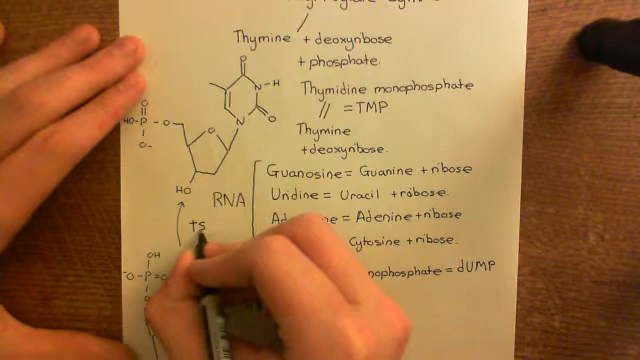 Thymine + deoxyribose
+ phosphate.
Thymidine monophosphate
// = TMP
Thymine
+deoxyribose.
O
N-H
O
N
O
O
HO-P-O
O-
HO
RNA
Guanosine = Guanine + ribose
Uridine = Uracil + ribose.
= Adenine + ribose
Cytosine + ribose.
= dUMP
TS
OH
-O-P=O